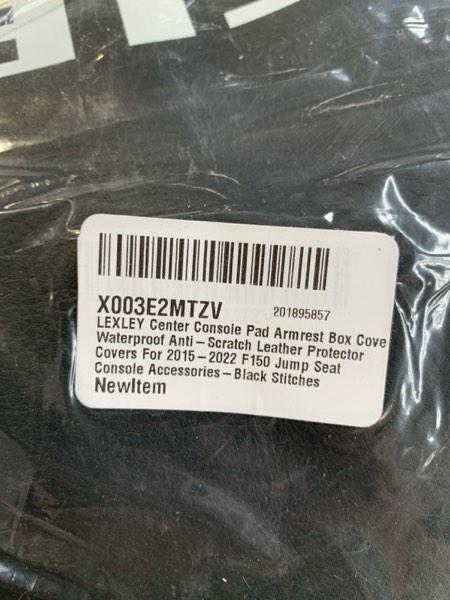 X003E2MTZV 201895857
LEXLEY Center Console Pad Armrest Box Cove
Waterproof Anti–Scratch Leather Protector
Covers For 2015–2022 F150 Jump Seat
Console Accessories–Black Stitches
NewItem